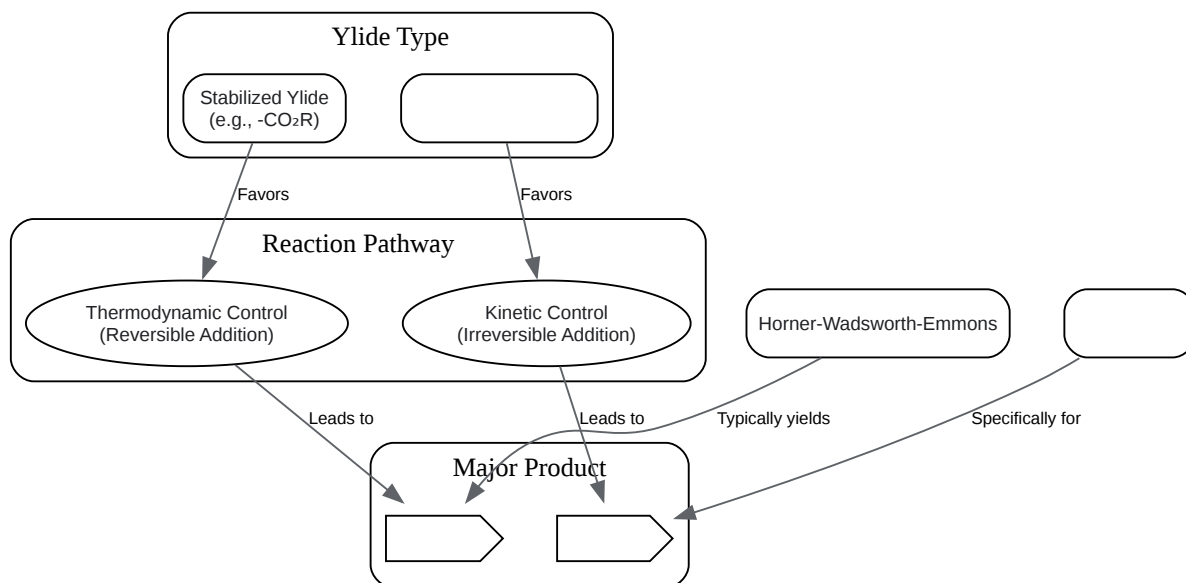 Ylide Type
Stabilized Ylide
(e.g., -CO₂R)
Favors
Favors
Reaction Pathway
Thermodynamic Control
(Reversible Addition)
Kinetic Control
(Irreversible Addition)
Horner-Wadsworth-Emmons
Leads to
Leads to
Typically yields
Specifically for
Major Product